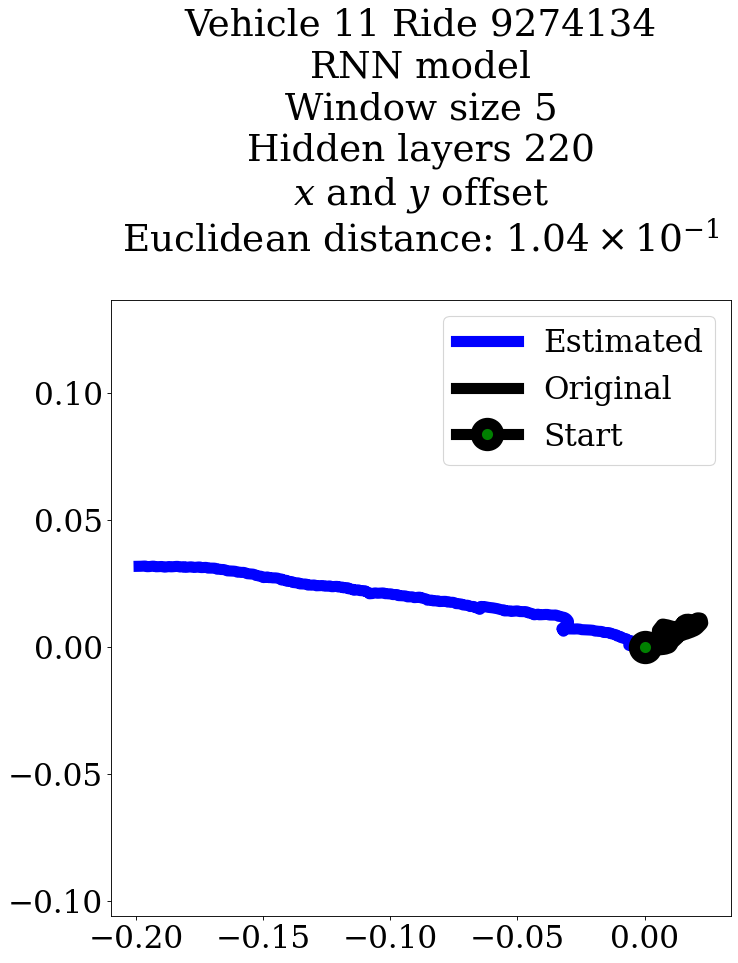 Vehicle 11 Ride 9274134
RNN model
Window size 5
Hidden layers 220
x and y offset
Euclidean distance: 1.04 × 10⁻¹
Estimated
Original
Start
0.10
0.05
0.00
−0.05
−0.10
−0.20 −0.15 −0.10 −0.05 0.00